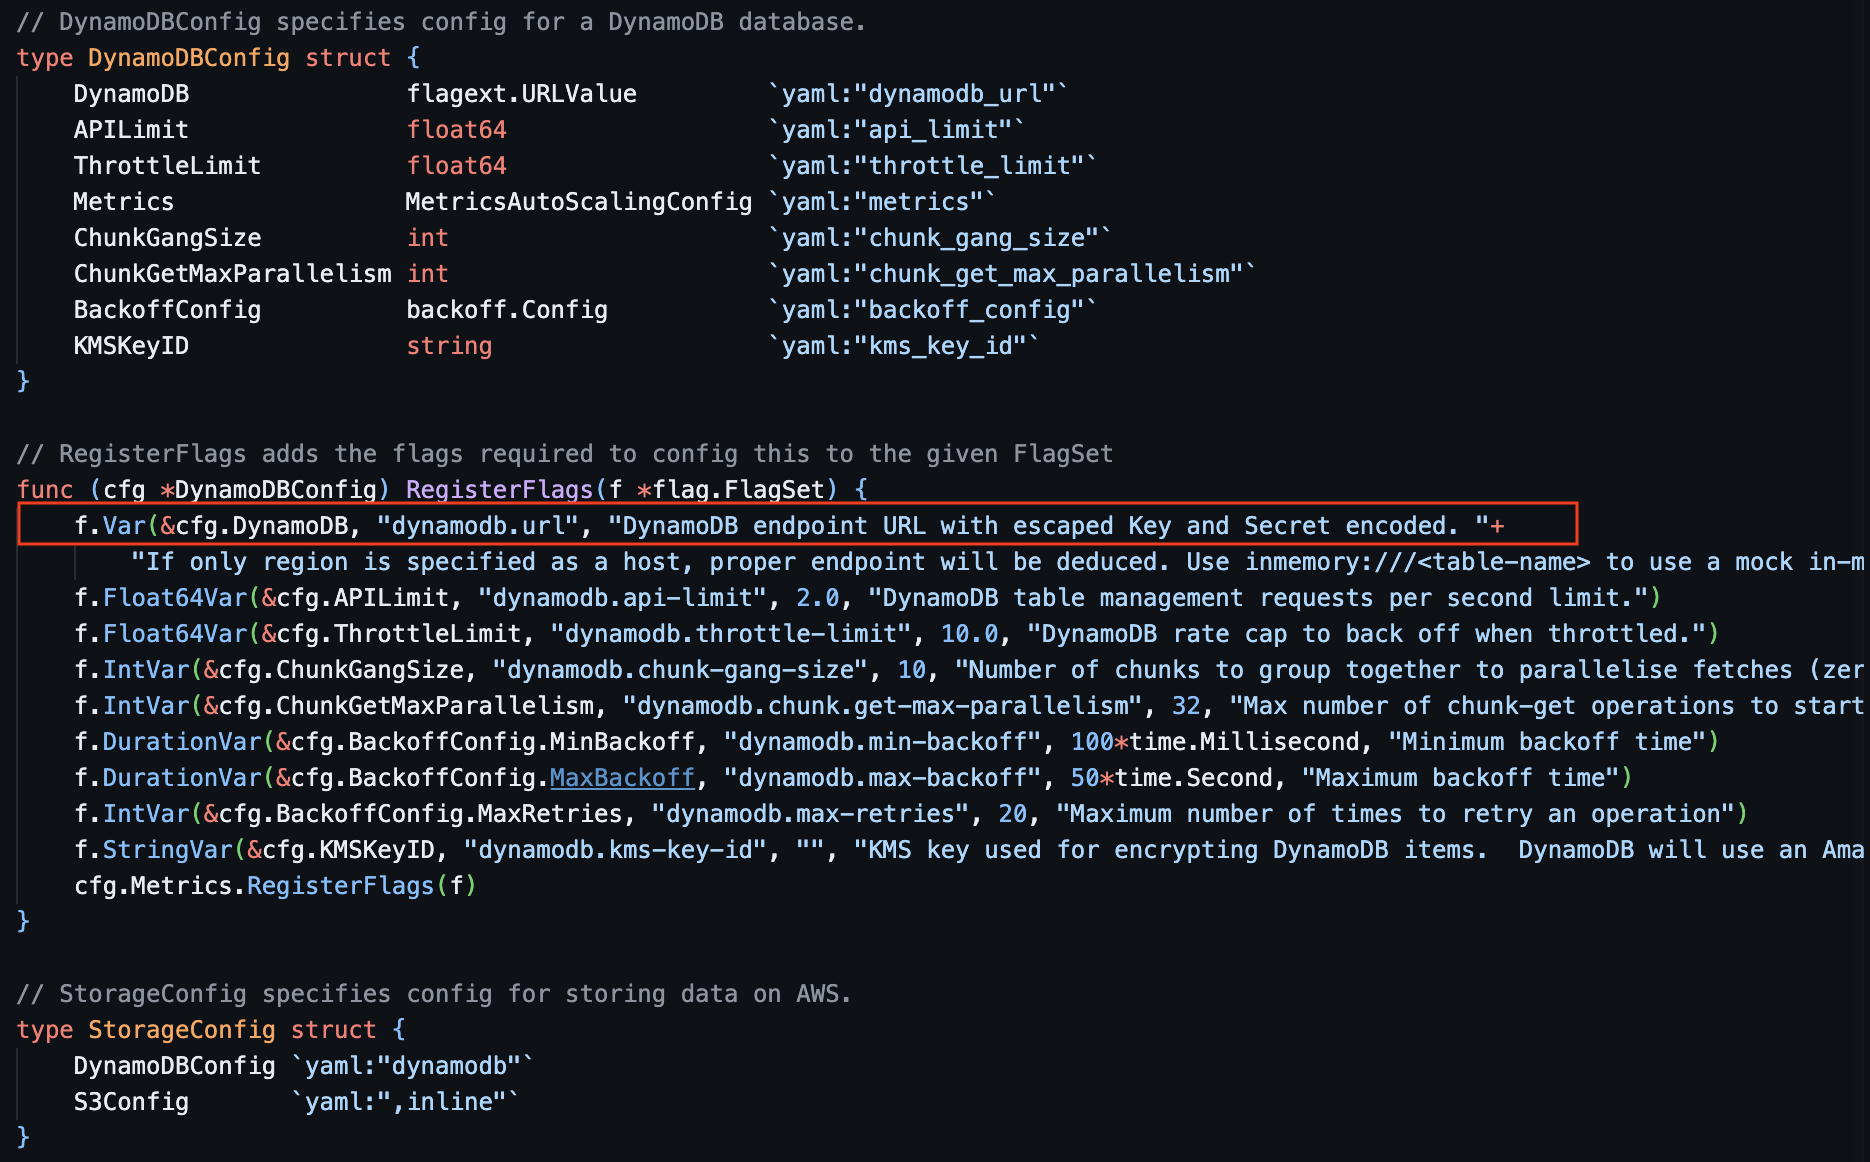 // DynamoDBConfig specifies config for a DynamoDB database.
type DynamoDBConfig struct {
    DynamoDB               flagext.URLValue         `yaml:"dynamodb_url"`
    APILimit               float64                  `yaml:"api_limit"`
    ThrottleLimit          float64                  `yaml:"throttle_limit"`
    Metrics                MetricsAutoScalingConfig `yaml:"metrics"`
    ChunkGangSize          int                      `yaml:"chunk_gang_size"`
    ChunkGetMaxParallelism int                      `yaml:"chunk_get_max_parallelism"`
    BackoffConfig          backoff.Config           `yaml:"backoff_config"`
    KMSKeyID               string                   `yaml:"kms_key_id"`
}

// RegisterFlags adds the flags required to config this to the given FlagSet
func (cfg *DynamoDBConfig) RegisterFlags(f *flag.FlagSet) {
    f.Var(&cfg.DynamoDB, "dynamodb.url", "DynamoDB endpoint URL with escaped Key and Secret encoded. "+
        "If only region is specified as a host, proper endpoint will be deduced. Use inmemory:///<table-name> to use a mock in-m
    f.Float64Var(&cfg.APILimit, "dynamodb.api-limit", 2.0, "DynamoDB table management requests per second limit.")
    f.Float64Var(&cfg.ThrottleLimit, "dynamodb.throttle-limit", 10.0, "DynamoDB rate cap to back off when throttled.")
    f.IntVar(&cfg.ChunkGangSize, "dynamodb.chunk-gang-size", 10, "Number of chunks to group together to parallelise fetches (zer
    f.IntVar(&cfg.ChunkGetMaxParallelism, "dynamodb.chunk.get-max-parallelism", 32, "Max number of chunk-get operations to start
    f.DurationVar(&cfg.BackoffConfig.MinBackoff, "dynamodb.min-backoff", 100*time.Millisecond, "Minimum backoff time")
    f.DurationVar(&cfg.BackoffConfig.MaxBackoff, "dynamodb.max-backoff", 50*time.Second, "Maximum backoff time")
    f.IntVar(&cfg.BackoffConfig.MaxRetries, "dynamodb.max-retries", 20, "Maximum number of times to retry an operation")
    f.StringVar(&cfg.KMSKeyID, "dynamodb.kms-key-id", "", "KMS key used for encrypting DynamoDB items.  DynamoDB will use an Ama
    cfg.Metrics.RegisterFlags(f)
}

// StorageConfig specifies config for storing data on AWS.
type StorageConfig struct {
    DynamoDBConfig `yaml:"dynamodb"`
    S3Config       `yaml:",inline"`
}